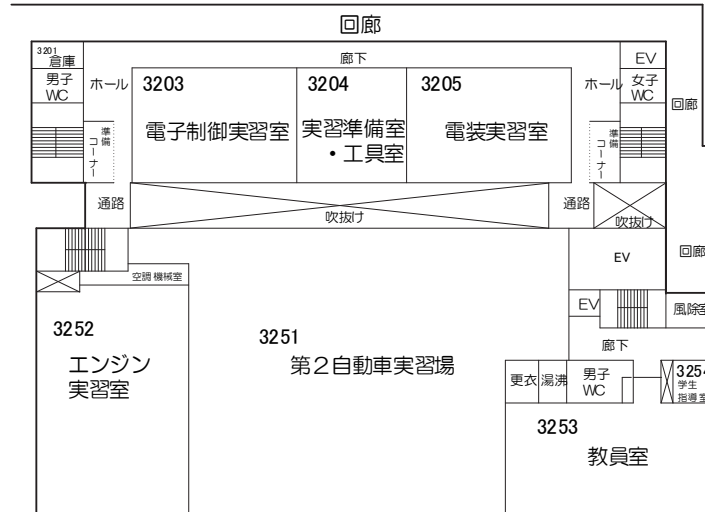 回廊
3201
倉庫
廊下
EV
男子
WC
ホール
3203
3204
3205
ホール
女子
WC
回廊
準備
コーナー
電子制御実習室
実習準備室
・工具室
電装実習室
準備
コーナー
通路
吹抜け
通路
吹抜け
EV
回廊
空調機械室
EV
風除室
3252
エンジン
実習室
3251
第2自動車実習場
廊下
更衣
湯沸
男子
WC
3254
学生
指導室
3253
教員室